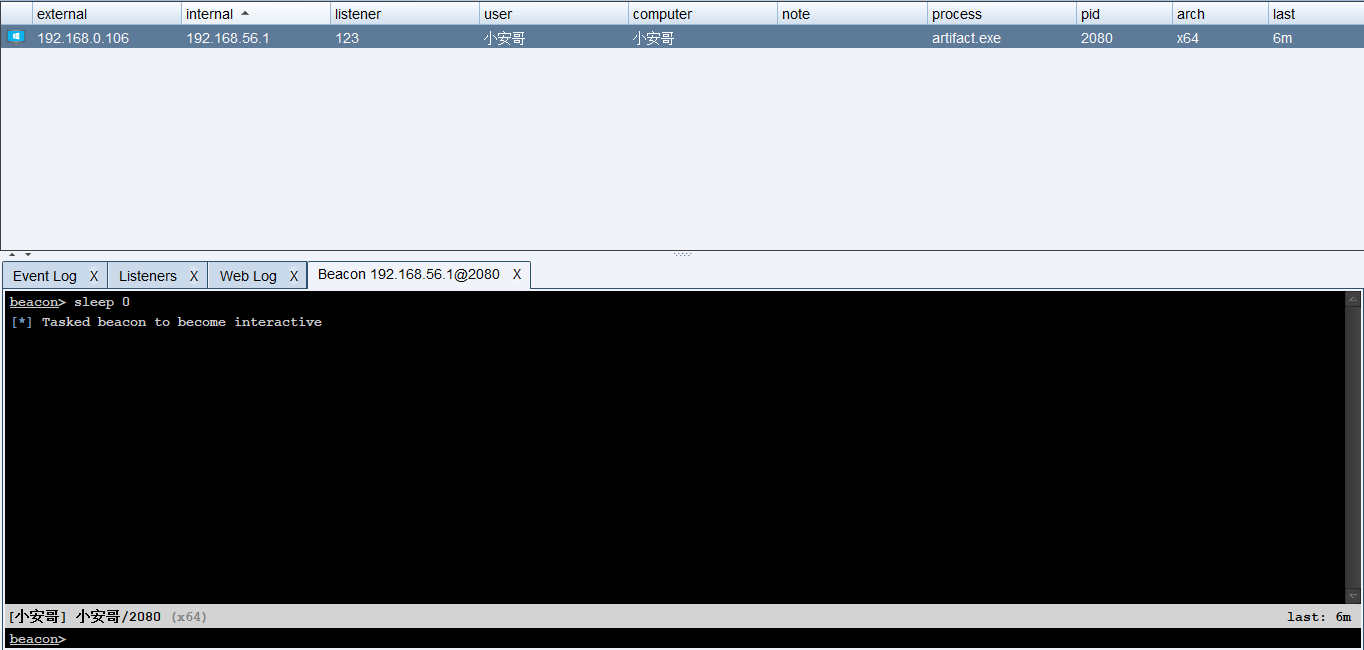 external internal listener user computer note process pid arch last
192.168.0.106 192.168.56.1 123 小安哥 小安哥 artifact.exe 2080 x64 6m
Event Log X Listeners X Web Log X Beacon 192.168.56.1@2080 X
beacon> sleep 0
[*] Tasked beacon to become interactive
[小安哥] 小安哥/2080 (x64) last: 6m
beacon>